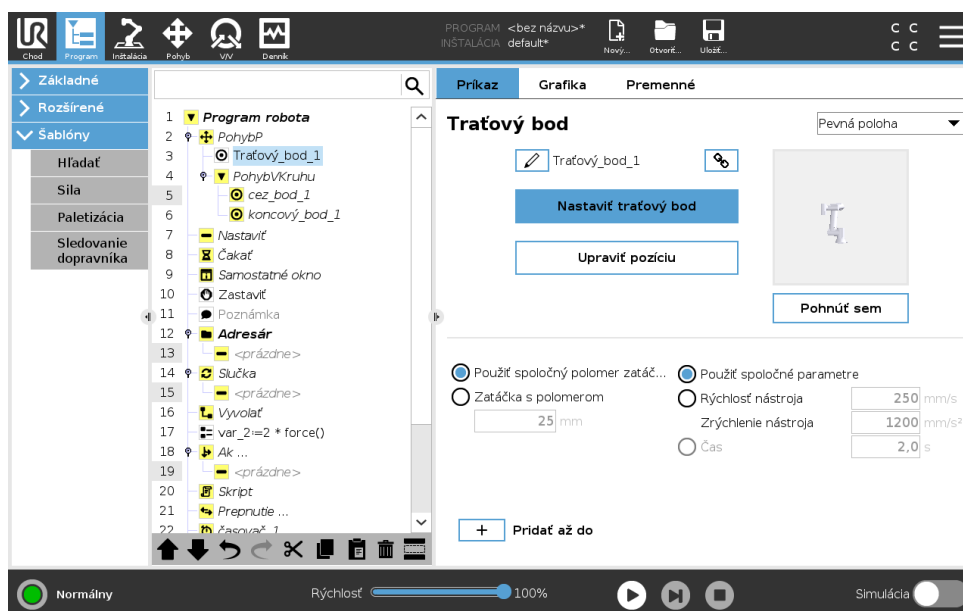 PROGRAM <bez názvu>*
INŠTALÁCIA default*
Chod Program Inštalácia Pohyb V/V Denník Nový... Otvoriť... Uložiť...
C C
C C
Základné
Rozšírené
Šablóny
Hľadať
Sila
Paletizácia
Sledovanie dopravníka
1 Program robota
2 PohybP
3 Traťový_bod_1
4 PohybVKruhu
5 cez_bod_1
6 koncový_bod_1
7 Nastaviť
8 Čakať
9 Samostatné okno
10 Zastaviť
11 Poznámka
12 Adresár
13 <prázdne>
14 Slučka
15 <prázdne>
16 Vyvolať
17 var_2:=2 * force()
18 Ak ...
19 <prázdne>
20 Skript
21 Prepnutie ...
22 časovač_1
Príkaz Grafika Premenné
Traťový bod
Pevná poloha
Traťový_bod_1
Nastaviť traťový bod
Upraviť pozíciu
Pohnúť sem
Použiť spoločný polomer zatáč...
Zatáčka s polomerom
25 mm
Použiť spoločné parametre
Rýchlosť nástroja 250 mm/s
Zrýchlenie nástroja 1200 mm/s²
Čas 2,0 s
+ Pridať až do
Normálny
Rýchlosť 100%
Simulácia